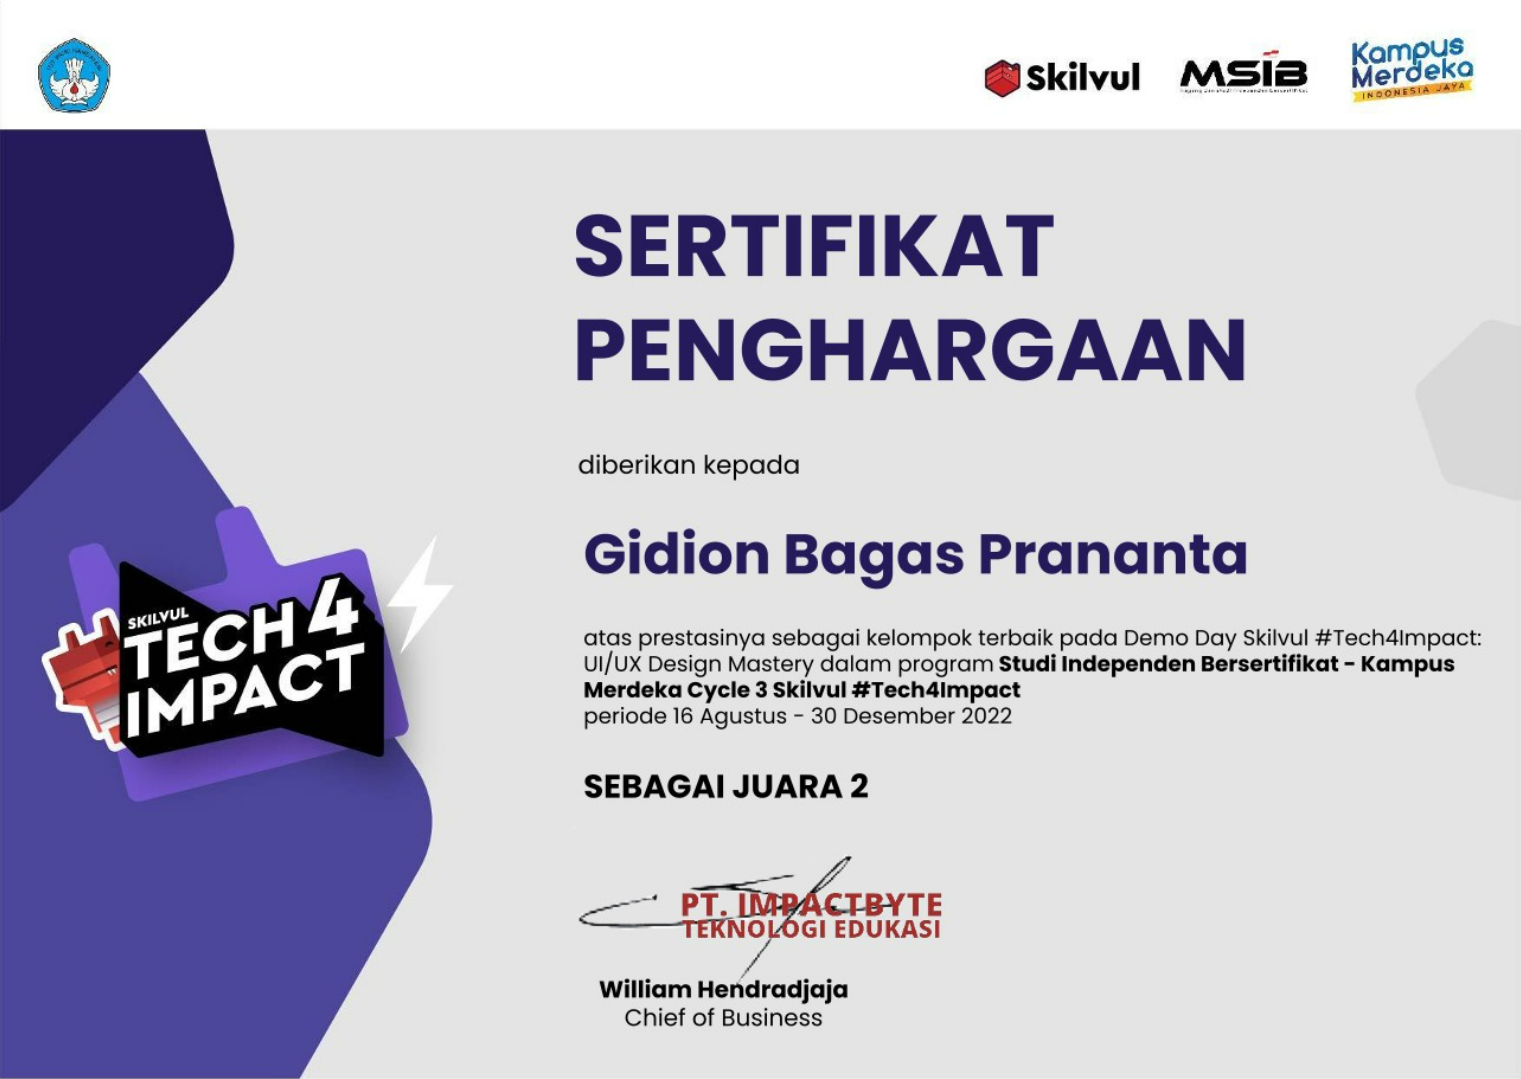 Skilvul
MSIB
Kampus
Merdeka
INDONESIA JAYA
SERTIFIKAT
PENGHARGAAN
diberikan kepada
Gidion Bagas Prananta
atas prestasinya sebagai kelompok terbaik pada Demo Day Skilvul #Tech4Impact:
UI/UX Design Mastery dalam program Studi Independen Bersertifikat - Kampus
Merdeka Cycle 3 Skilvul #Tech4Impact
periode 16 Agustus - 30 Desember 2022
SEBAGAI JUARA 2
SKILVUL
TECH 4
IMPACT
PT. IMPACTBYTE
TEKNOLOGI EDUKASI
William Hendradjaja
Chief of Business